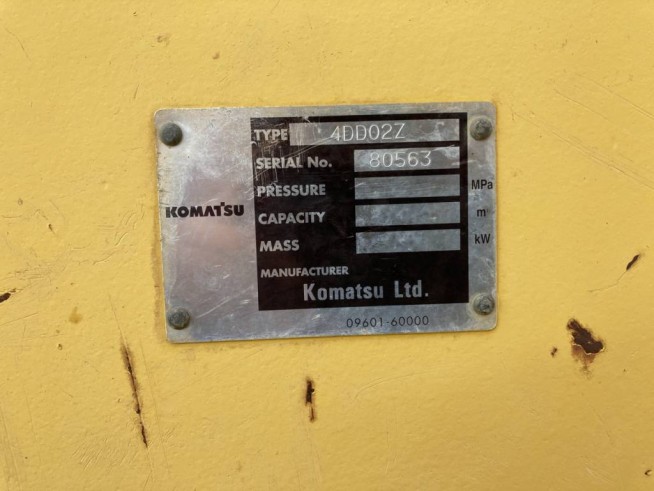 TYPE 4DD02Z
SERIAL No. 80563
PRESSURE MPa
KOMATSU
CAPACITY m
MASS kW
MANUFACTURER
Komatsu Ltd.
09601-60000